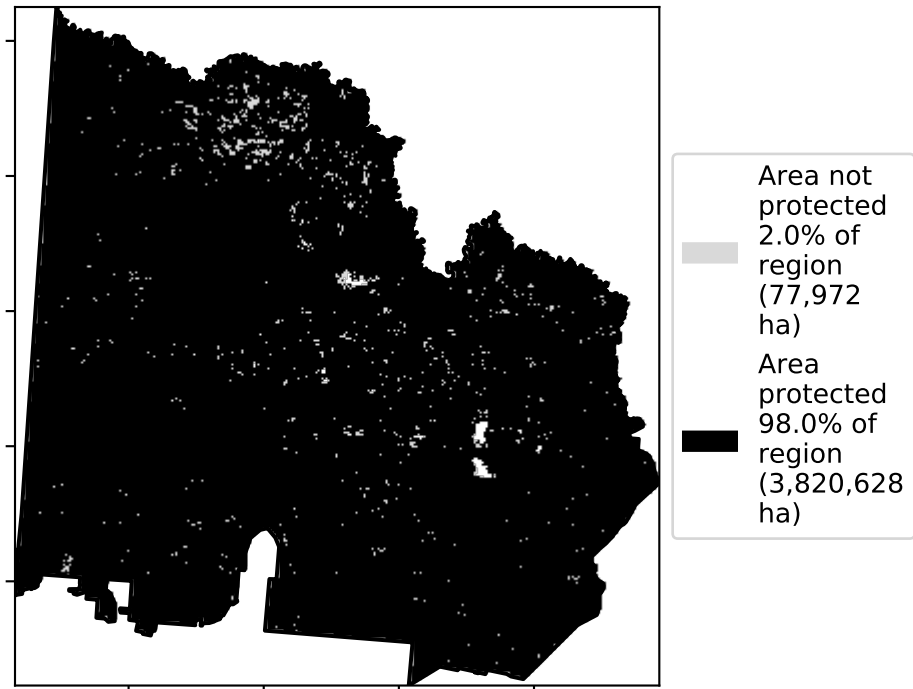 Area not
protected
2.0% of
region
(77,972
ha)
Area
protected
98.0% of
region
(3,820,628
ha)